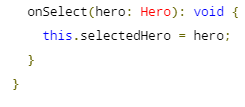 onSelect(hero: Hero): void {
this.selectedHero = hero;
}
}